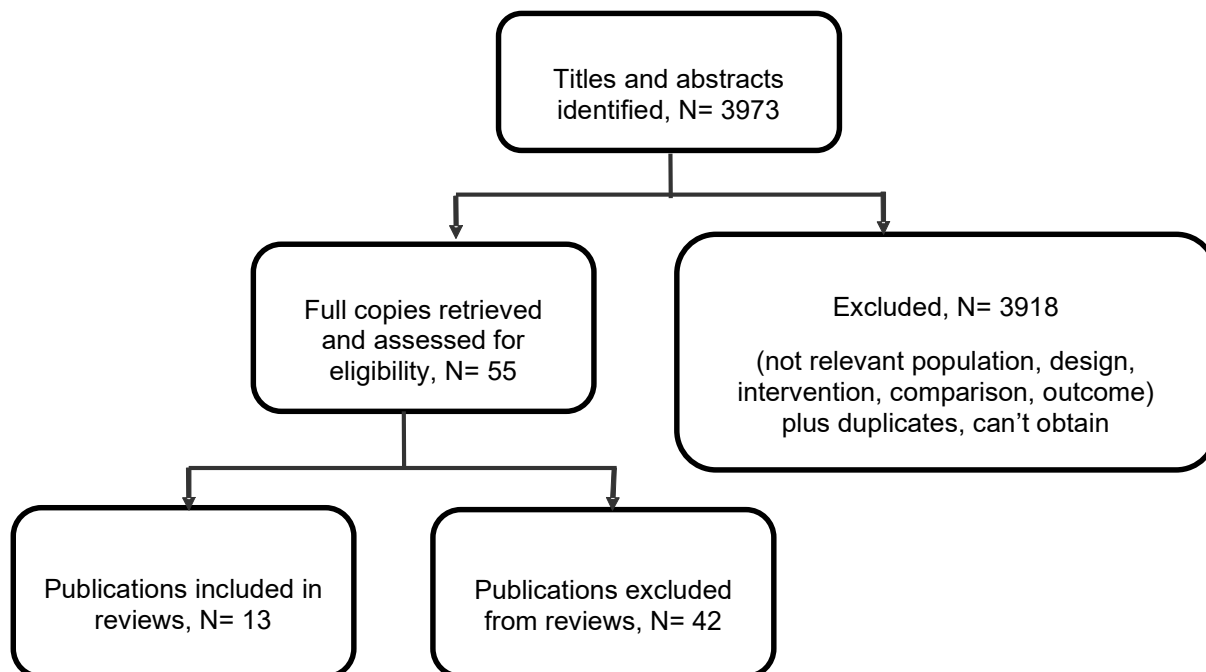 Titles and abstracts
identified, N= 3973
Full copies retrieved
and assessed for
eligibility, N= 55
Excluded, N= 3918
(not relevant population, design,
intervention, comparison, outcome)
plus duplicates, can’t obtain
Publications included in
reviews, N= 13
Publications excluded
from reviews, N= 42